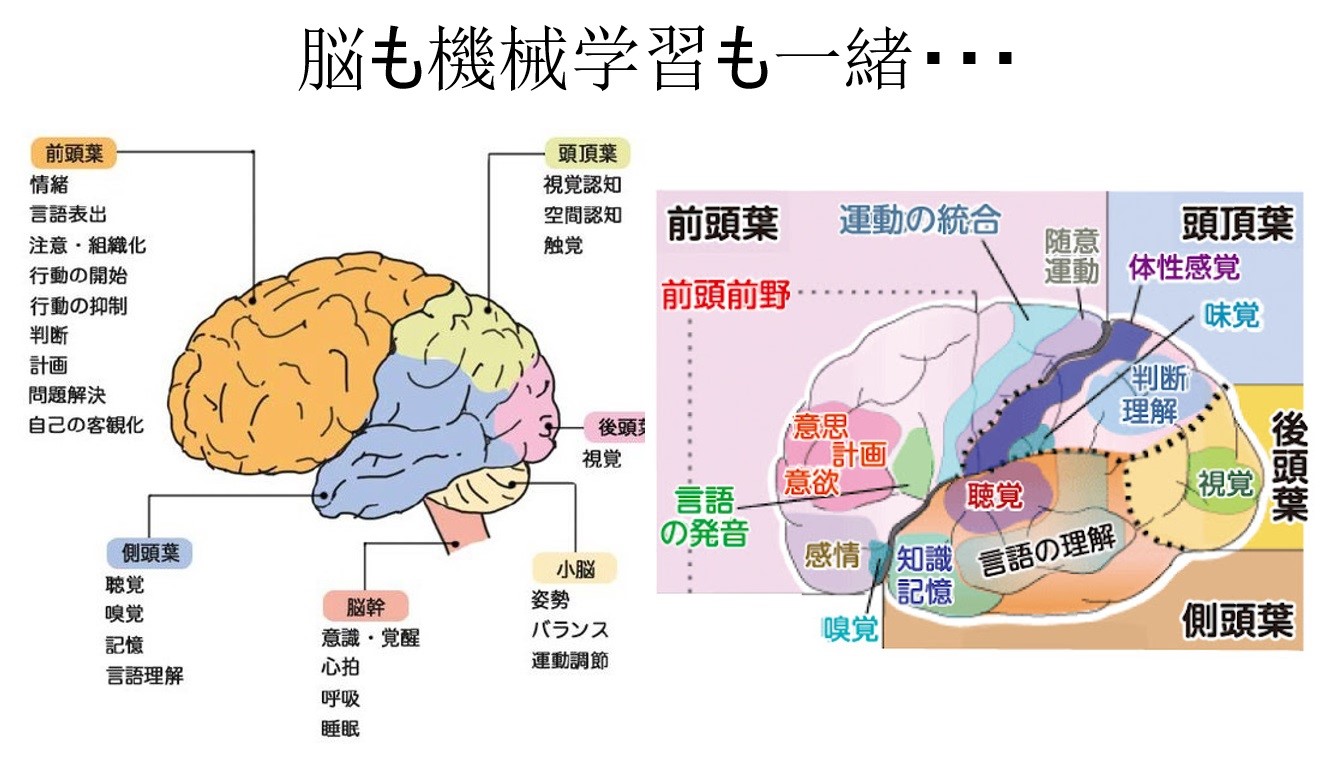 脳も機械学習も一緒・・・
前頭葉
情緒
言語表出
注意・組織化
行動の開始
行動の抑制
判断
計画
問題解決
自己の客観化
頭頂葉
視覚認知
空間認知
触覚
後頭
視覚
側頭葉
聴覚
嗅覚
記憶
言語理解
脳幹
意識・覚醒
心拍
呼吸
睡眠
小脳
姿勢
バランス
運動調節
前頭葉
運動の統合
随意
運動
頭頂葉
体性感覚
前頭前野
味覚
判断
理解
意思
計画
意欲
後頭葉
視覚
聴覚
言語
の発音
言語の理解
感情
知識
記憶
嗅覚
側頭葉